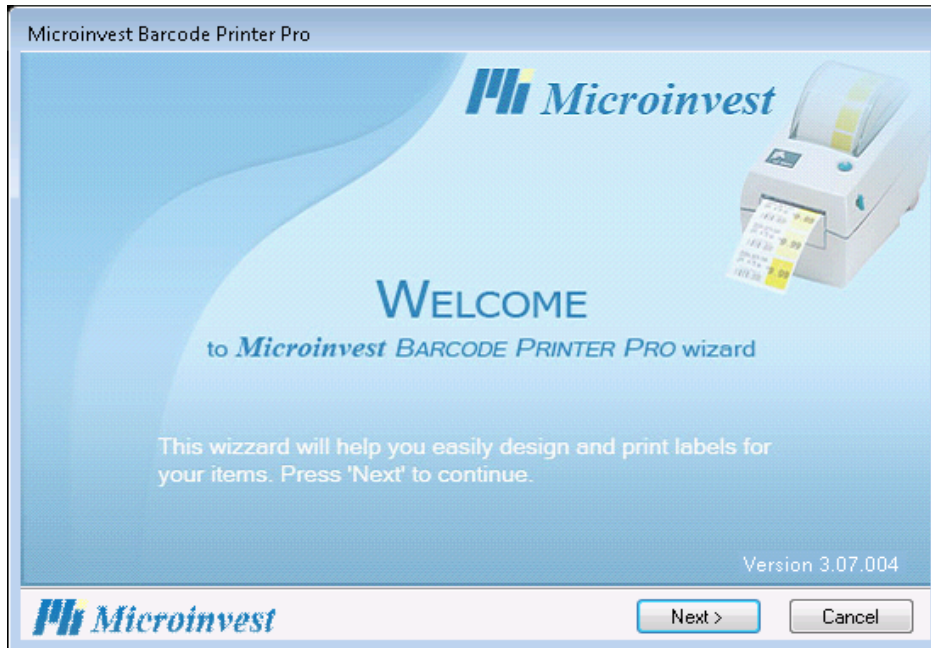 Microinvest Barcode Printer Pro
Microinvest
WELCOME
to Microinvest BARCODE PRINTER PRO wizard
This wizzard will help you easily design and print labels for
your items. Press 'Next' to continue.
Version 3.07.004
Microinvest
Next >
Cancel